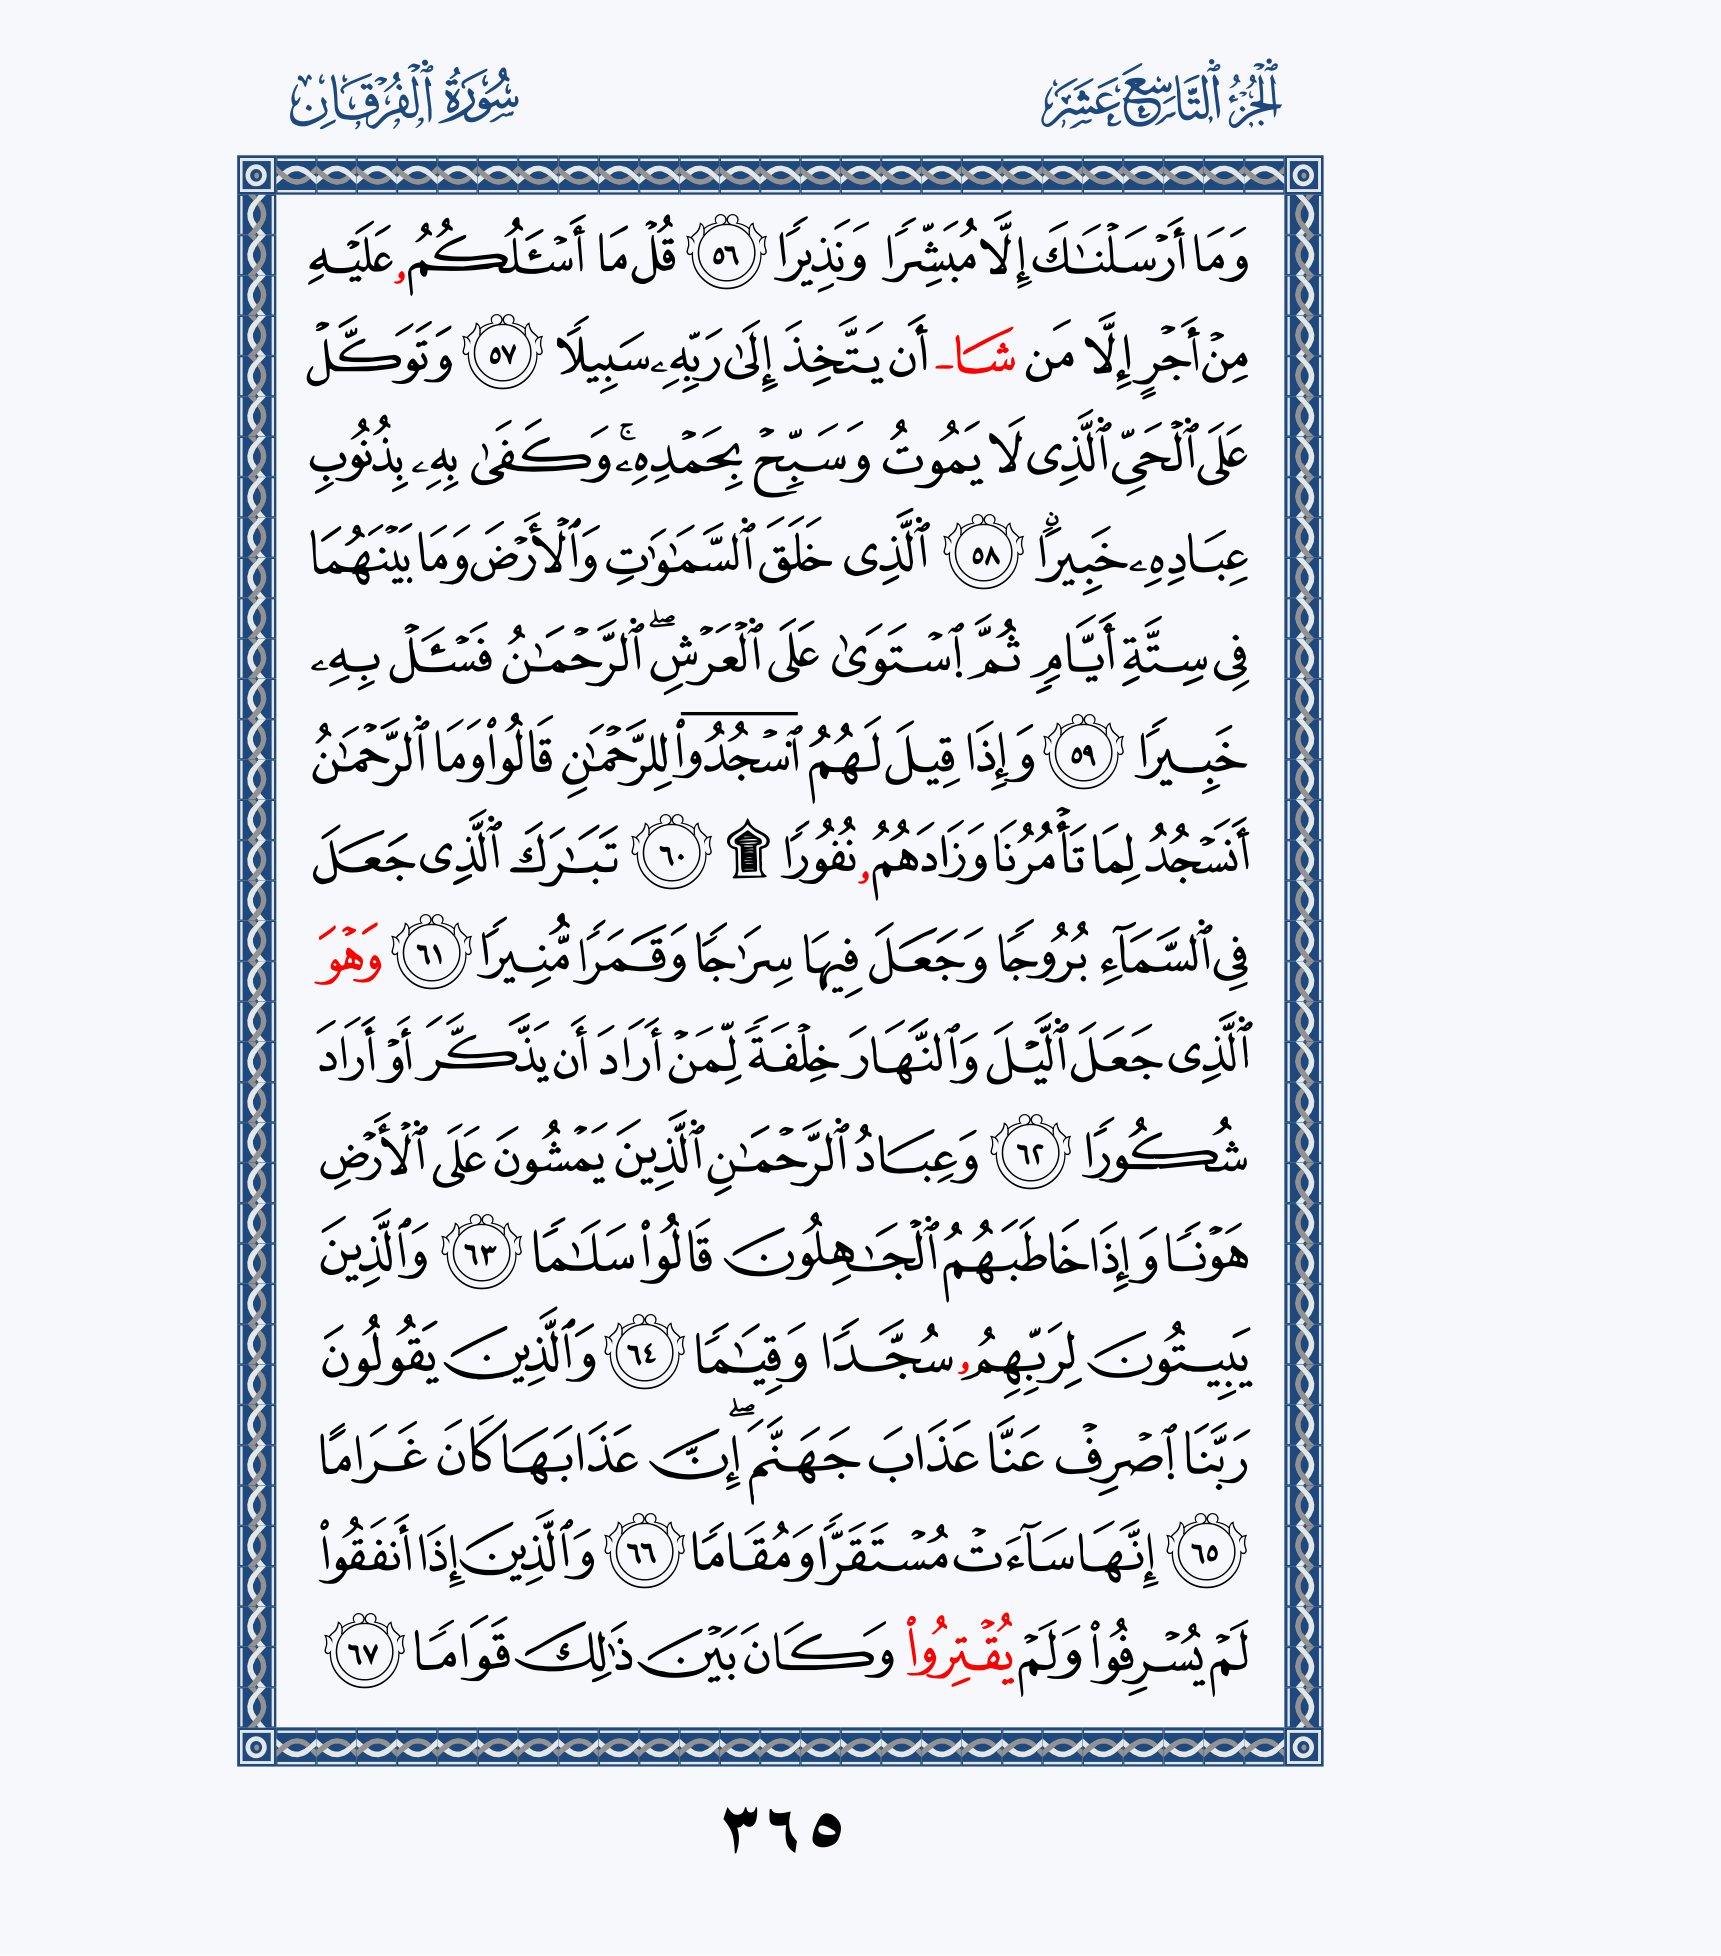 الْجُزْءُ ٱلتَّاسِعَ عَشَرَ
سُورَةُ ٱلْفُرْقَانِ
وَمَا أَرْسَلْنَـٰكَ إِلَّا مُبَشِّرًا وَنَذِيرًا ٥٦ قُلْ مَا أَسْـَٔلُكُمُۥ عَلَيْهِ
مِنْ أَجْرٍ إِلَّا مَن شَا۔ أَن يَتَّخِذَ إِلَىٰ رَبِّهِۦ سَبِيلًا ٥٧ وَتَوَكَّلْ
عَلَى ٱلْحَىِّ ٱلَّذِى لَا يَمُوتُ وَسَبِّحْ بِحَمْدِهِۦۚ وَكَفَىٰ بِهِۦ بِذُنُوبِ
عِبَادِهِۦ خَبِيرًا ٥٨ ٱلَّذِى خَلَقَ ٱلسَّمَـٰوَٰتِ وَٱلْأَرْضَ وَمَا بَيْنَهُمَا
فِى سِتَّةِ أَيَّامٍ ثُمَّ ٱسْتَوَىٰ عَلَى ٱلْعَرْشِۖ ٱلرَّحْمَـٰنُ فَسْـَٔلْ بِهِۦ
خَبِيرًا ٥٩ وَإِذَا قِيلَ لَهُمُ ٱسْجُدُوا۟ لِلرَّحْمَـٰنِ قَالُوا۟ وَمَا ٱلرَّحْمَـٰنُ
أَنَسْجُدُ لِمَا تَأْمُرُنَا وَزَادَهُمُۥ نُفُورًا ۩ ٦٠ تَبَـٰرَكَ ٱلَّذِى جَعَلَ
فِى ٱلسَّمَآءِ بُرُوجًا وَجَعَلَ فِيهَا سِرَٰجًا وَقَمَرًا مُّنِيرًا ٦١ وَهْوَ
ٱلَّذِى جَعَلَ ٱلَّيْلَ وَٱلنَّهَارَ خِلْفَةً لِّمَنْ أَرَادَ أَن يَذَّكَّرَ أَوْ أَرَادَ
شُكُورًا ٦٢ وَعِبَادُ ٱلرَّحْمَـٰنِ ٱلَّذِينَ يَمْشُونَ عَلَى ٱلْأَرْضِ
هَوْنًا وَإِذَا خَاطَبَهُمُ ٱلْجَـٰهِلُونَ قَالُوا۟ سَلَـٰمًا ٦٣ وَٱلَّذِينَ
يَبِيتُونَ لِرَبِّهِمُۥ سُجَّدًا وَقِيَـٰمًا ٦٤ وَٱلَّذِينَ يَقُولُونَ
رَبَّنَا ٱصْرِفْ عَنَّا عَذَابَ جَهَنَّمَۖ إِنَّ عَذَابَهَا كَانَ غَرَامًا
٦٥ إِنَّهَا سَآءَتْ مُسْتَقَرًّا وَمُقَامًا ٦٦ وَٱلَّذِينَ إِذَا أَنفَقُوا۟
لَمْ يُسْرِفُوا۟ وَلَمْ يُقْتِرُوا۟ وَكَانَ بَيْنَ ذَٰلِكَ قَوَامًا ٦٧
٣٦٥